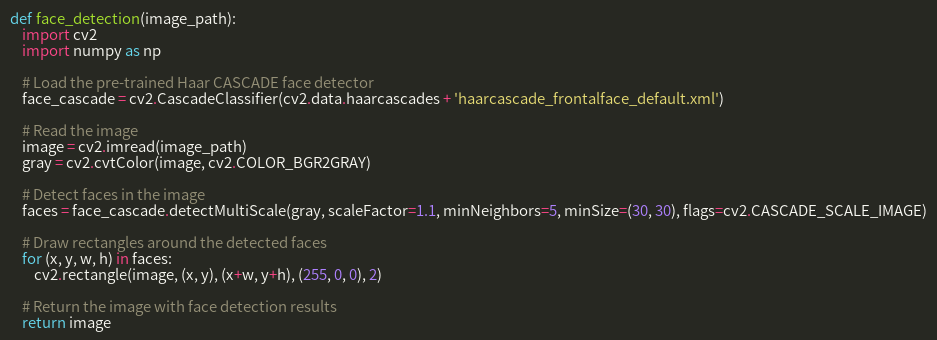 def face_detection(image_path):
import cv2
import numpy as np
# Load the pre-trained Haar CASCADE face detector
face_cascade = cv2.CascadeClassifier(cv2.data.haarcascades + 'haarcascade_frontalface_default.xml')
# Read the image
image = cv2.imread(image_path)
gray = cv2.cvtColor(image, cv2.COLOR_BGR2GRAY)
# Detect faces in the image
faces = face_cascade.detectMultiScale(gray, scaleFactor=1.1, minNeighbors=5, minSize=(30, 30), flags=cv2.CASCADE_SCALE_IMAGE)
# Draw rectangles around the detected faces
for (x, y, w, h) in faces:
cv2.rectangle(image, (x, y), (x+w, y+h), (255, 0, 0), 2)
# Return the image with face detection results
return image